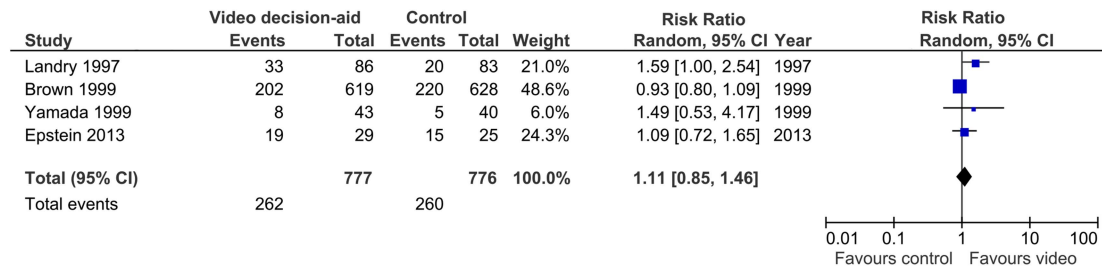 Video decision-aid Control Risk Ratio Risk Ratio
Study Events Total Events Total Weight Random, 95% CI Year Random, 95% CI
Landry 1997 33 86 20 83 21.0% 1.59 [1.00, 2.54] 1997
Brown 1999 202 619 220 628 48.6% 0.93 [0.80, 1.09] 1999
Yamada 1999 8 43 5 40 6.0% 1.49 [0.53, 4.17] 1999
Epstein 2013 19 29 15 25 24.3% 1.09 [0.72, 1.65] 2013
Total (95% CI) 777 776 100.0% 1.11 [0.85, 1.46]
Total events 262 260
0.01 0.1 1 10 100
Favours control Favours video